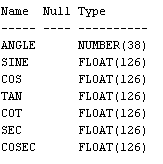 Name  Null Type
----- ---- -----------
ANGLE      NUMBER(38)
SINE       FLOAT(126)
COS        FLOAT(126)
TAN        FLOAT(126)
COT        FLOAT(126)
SEC        FLOAT(126)
COSEC      FLOAT(126)